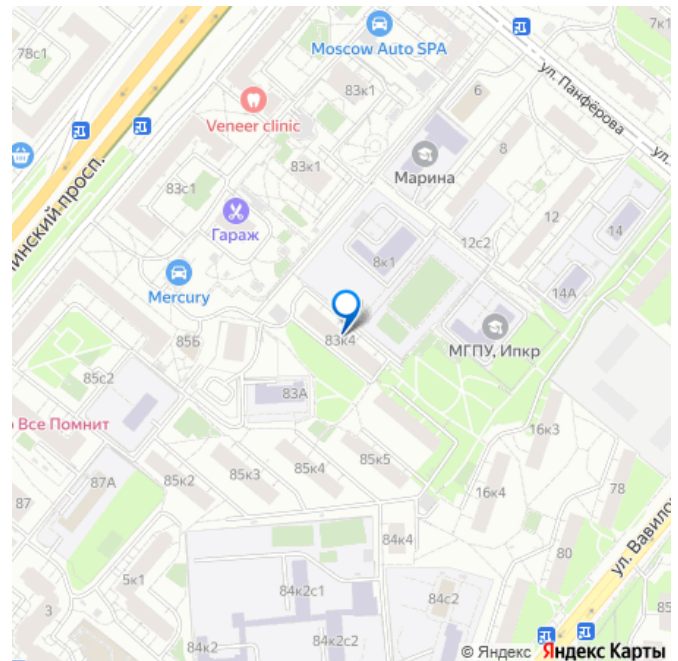 78с1
7к1
Moscow Auto SPA
83к1
6
ул. Панфёрова
Veneer clinic
83к1
Марина
8
ул.
83с1
Гараж
12с2
12
14
инский просп.
8к1
14А
Mercury
85Б
83к4
МГПУ, Ипкр
85с2
83А
о Все Помнит
16к3
85к2
85к3
85к4
85к5
87
87А
16к4
78
84к4
80
ул. Вавило
5к1
84к2с1
84с2
85
3
84к2
84к2с2
© Яндекс Яндекс Карты